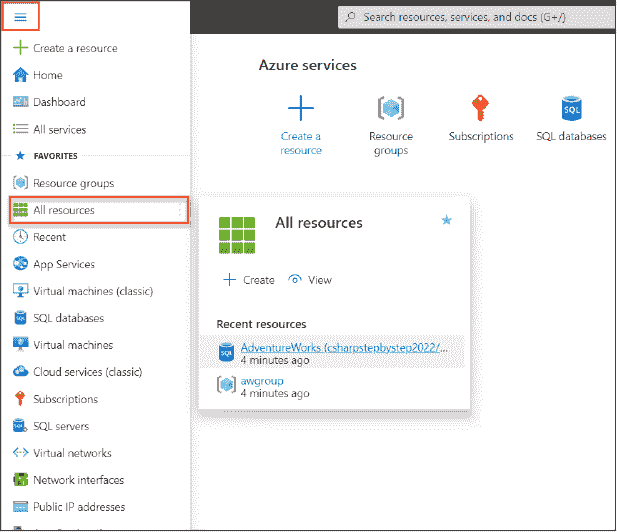 Create a resource
Home
Dashboard
All services
FAVORITES
Resource groups
All resources
Recent
App Services
Virtual machines (classic)
SQL databases
Virtual machines
Cloud services (classic)
Subscriptions
SQL servers
Virtual networks
Network interfaces
Public IP addresses
Search resources, services, and docs (G+/)
Azure services
Create a
resource
Resource
groups
Subscriptions
SQL
SQL databases
All resources
Create View
Recent resources
SQL AdventureWorks (csharpstepbystep2022/...
4 minutes ago
awgroup
4 minutes ago